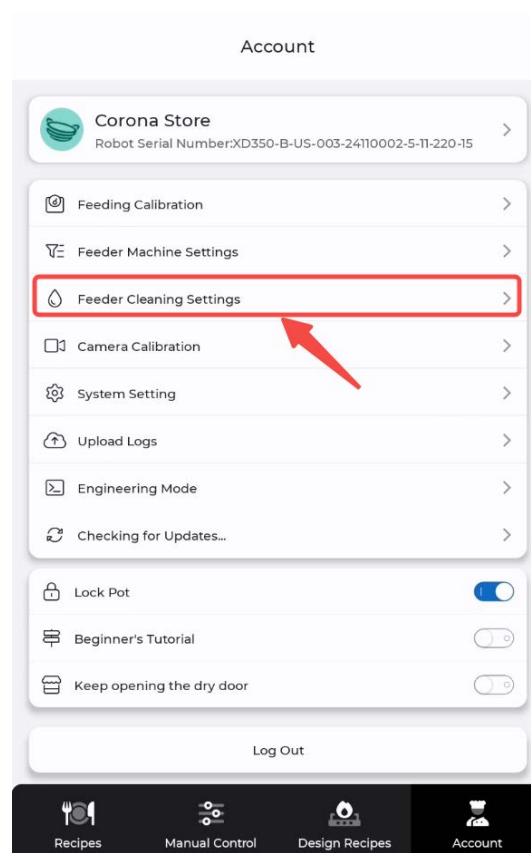 Account
Corona Store
Robot Serial Number:XD350-B-US-003-24110002-5-11-220-15
Feeding Calibration
Feeder Machine Settings
Feeder Cleaning Settings
Camera Calibration
System Setting
Upload Logs
Engineering Mode
Checking for Updates...
Lock Pot
Beginner's Tutorial
Keep opening the dry door
Log Out
Recipes
Manual Control
Design Recipes
Account